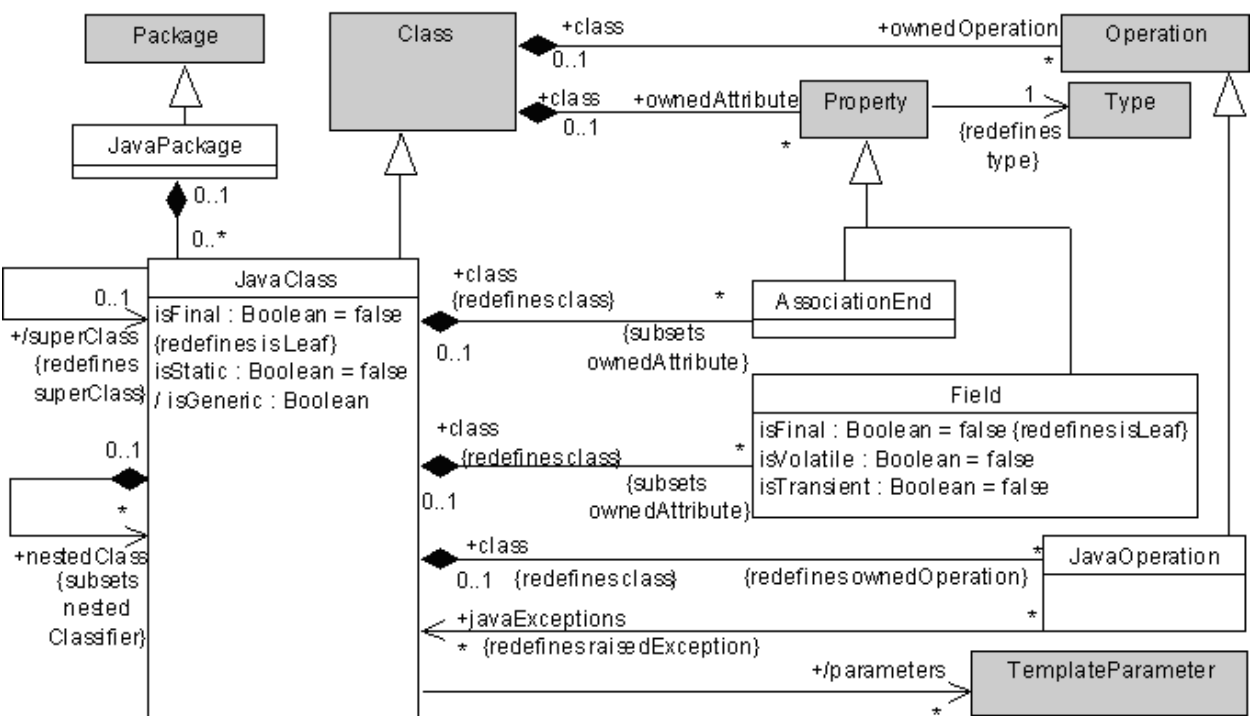 Package
Class
+class
+ownedOperation
Operation
0..1
*
+class
+ownedAttribute
Property
1
Type
0..1
*
{redefines
type}
JavaPackage
0..1
0..*
JavaClass
isFinal : Boolean = false
{redefines isLeaf}
isStatic : Boolean = false
/ isGeneric : Boolean
0..1
+/superClass
{redefines
superClass}
0..1
*
+nestedClass
{subsets
nested
Classifier}
+class
{redefines class}
*
AssociationEnd
0..1
{subsets
ownedAttribute}
Field
isFinal : Boolean = false {redefines isLeaf}
isVolatile : Boolean = false
isTransient : Boolean = false
+class
{redefines class}
*
0..1
{subsets
ownedAttribute}
+class
*
JavaOperation
0..1
{redefines class}
{redefines ownedOperation}
+javaExceptions
*
* {redefines raisedException}
+/parameters
TemplateParameter
*